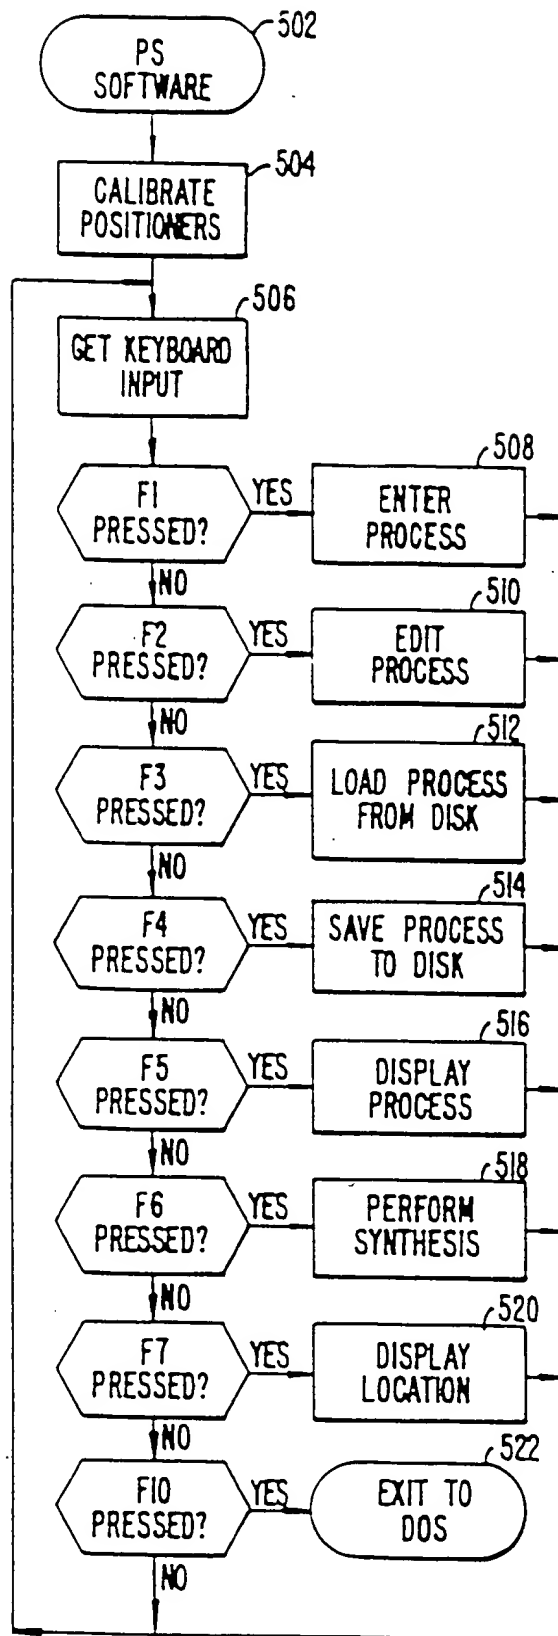 502
PS
SOFTWARE
504
CALIBRATE
POSITIONERS
506
GET KEYBOARD
INPUT
508
F1
PRESSED?
YES
ENTER
PROCESS
NO
510
F2
PRESSED?
YES
EDIT
PROCESS
NO
512
F3
PRESSED?
YES
LOAD PROCESS
FROM DISK
NO
514
F4
PRESSED?
YES
SAVE PROCESS
TO DISK
NO
516
F5
PRESSED?
YES
DISPLAY
PROCESS
NO
518
F6
PRESSED?
YES
PERFORM
SYNTHESIS
NO
520
F7
PRESSED?
YES
DISPLAY
LOCATION
NO
522
F10
PRESSED?
YES
EXIT TO
DOS
NO